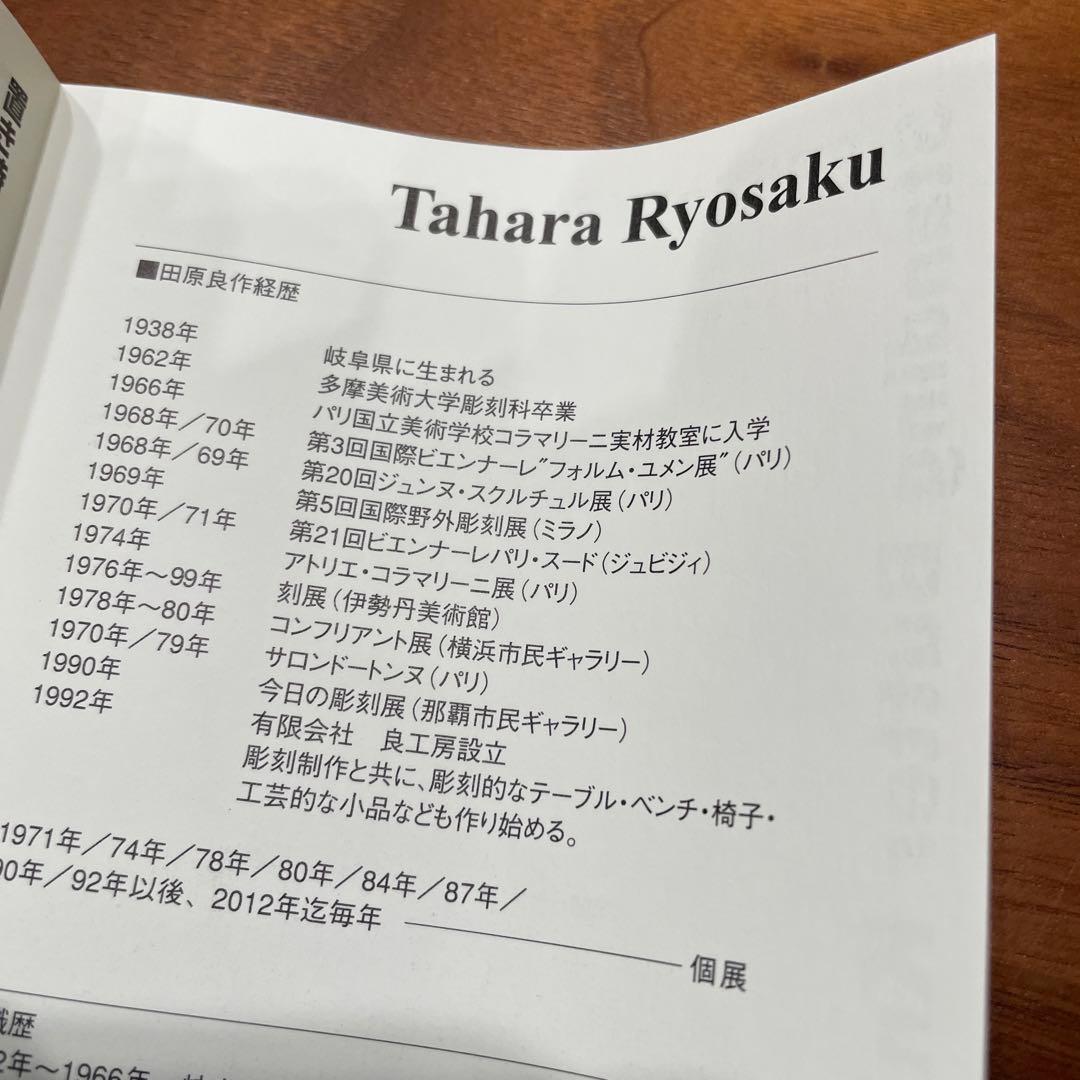 Tahara Ryosaku
■田原良作経歴
1938年 岐阜県に生まれる
1962年 多摩美術大学彫刻科卒業
1966年 パリ国立美術学校コラマリーニ実材教室に入学
1968年／70年 第3回国際ビエンナーレ"フォルム・ユメン展"(パリ)
1968年／69年 第20回ジュンヌ・スクルチュル展(パリ)
1969年 第5回国際野外彫刻展(ミラノ)
1970年／71年 第21回ビエンナーレパリ・スード(ジュビジィ)
1974年 アトリエ・コラマリーニ展(パリ)
1976年～99年 刻展(伊勢丹美術館)
1978年～80年 コンフリアント展(横浜市民ギャラリー)
1970年／79年 サロンドートンヌ(パリ)
1990年 今日の彫刻展(那覇市民ギャラリー)
1992年 有限会社　良工房設立
彫刻制作と共に、彫刻的なテーブル・ベンチ・椅子・
工芸的な小品なども作り始める。
1971年／74年／78年／80年／84年／87年／
90年／92年以後、2012年迄毎年 個展
職歴
2年～1966年